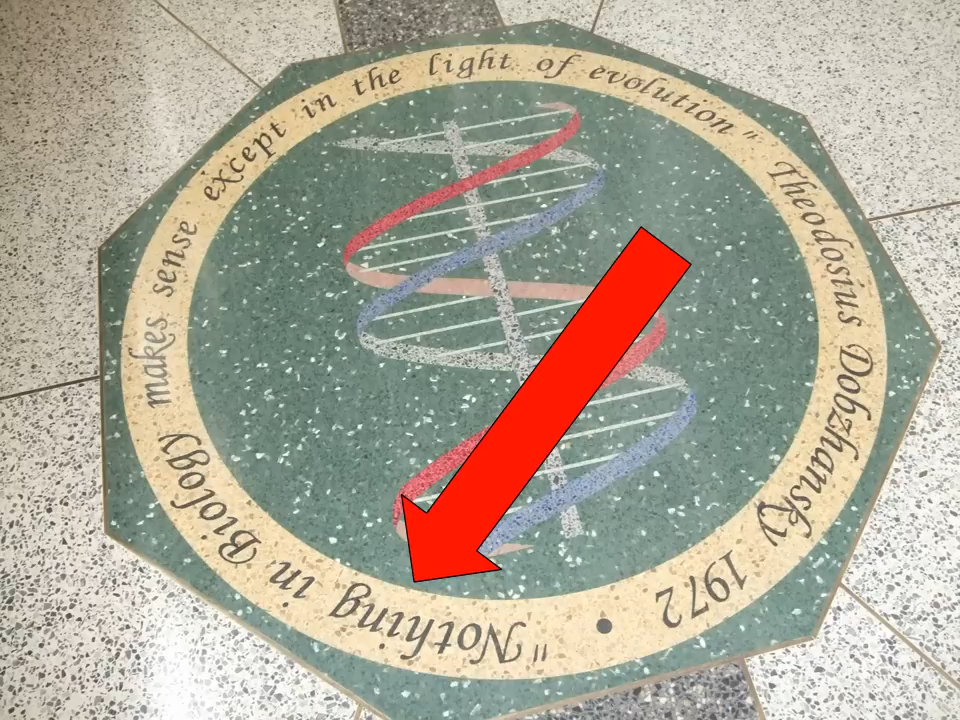 "Nothing in Biology makes sense except in the light of evolution" Theodosius Dobzhansky 1972